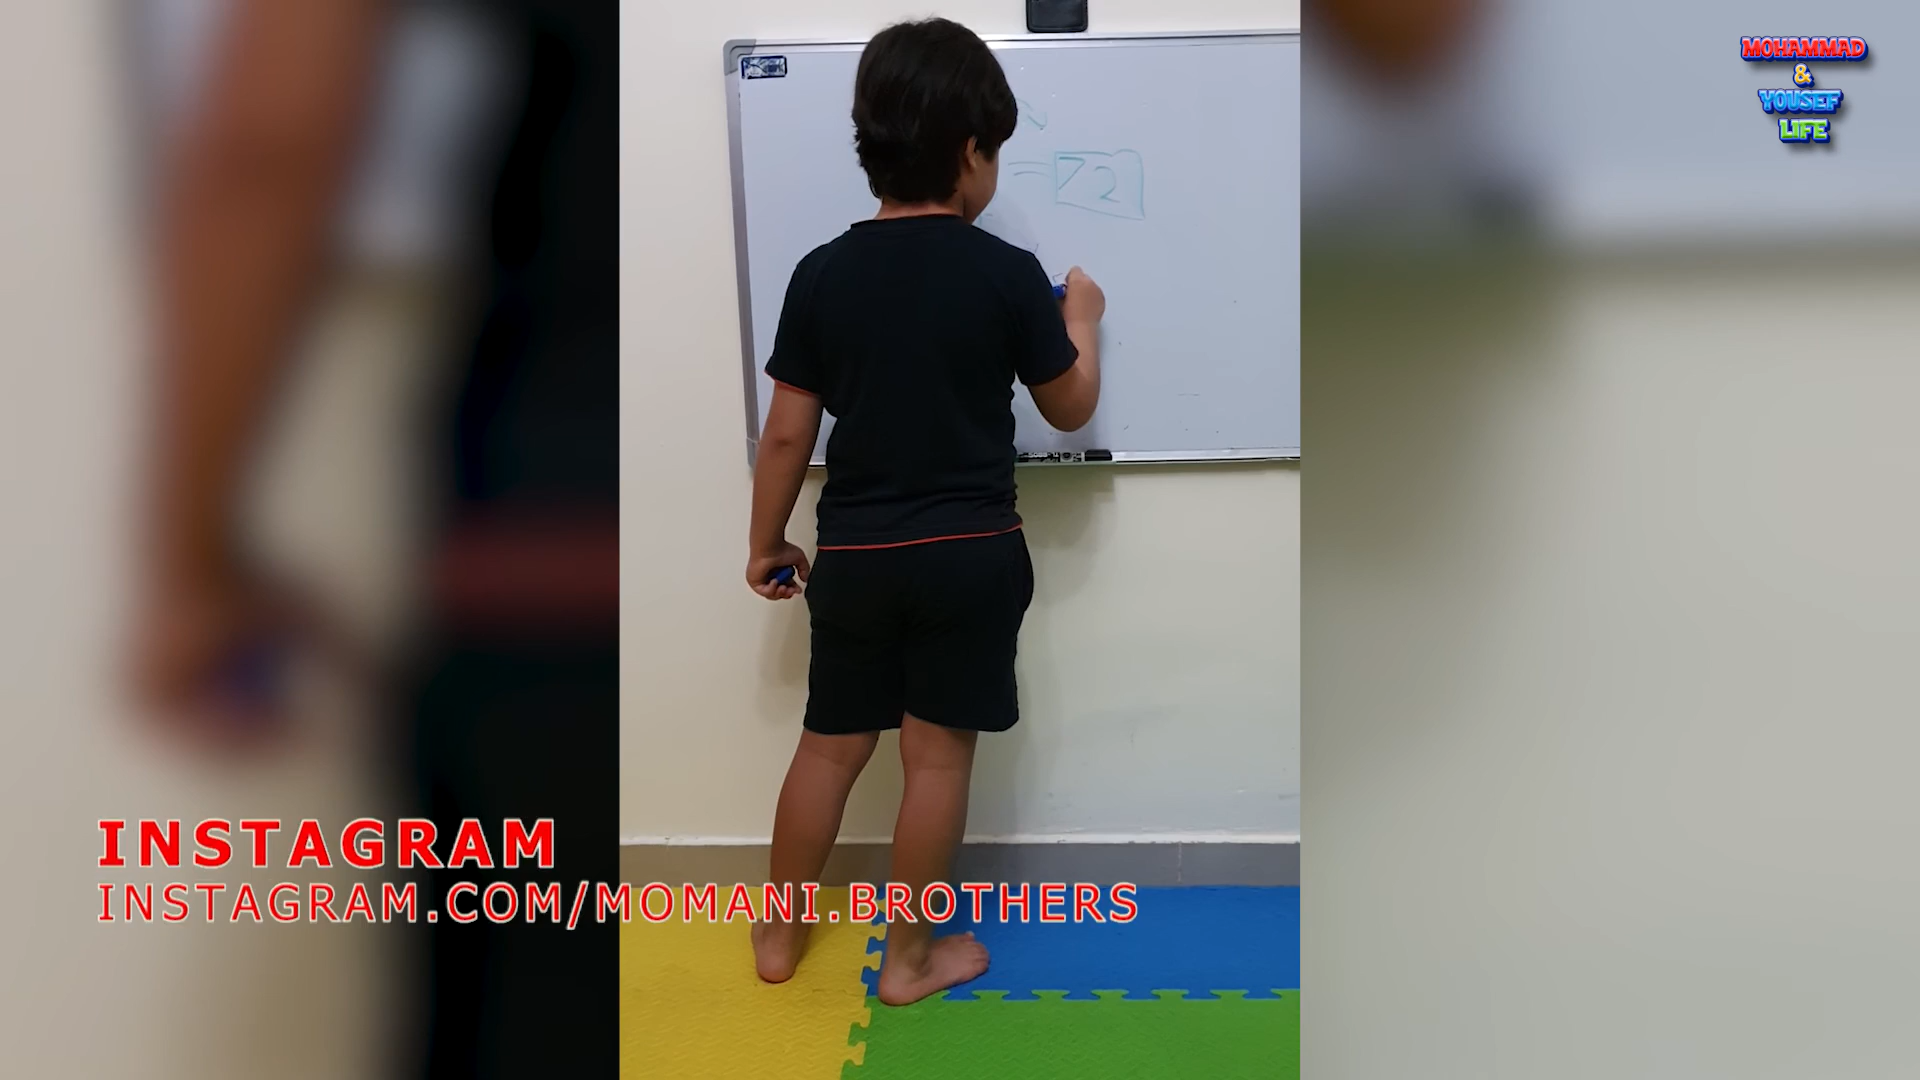 MOHAMMAD
&
YOUSEF
LIFE
= 72
INSTAGRAM
INSTAGRAM.COM/MOMANI.BROTHERS